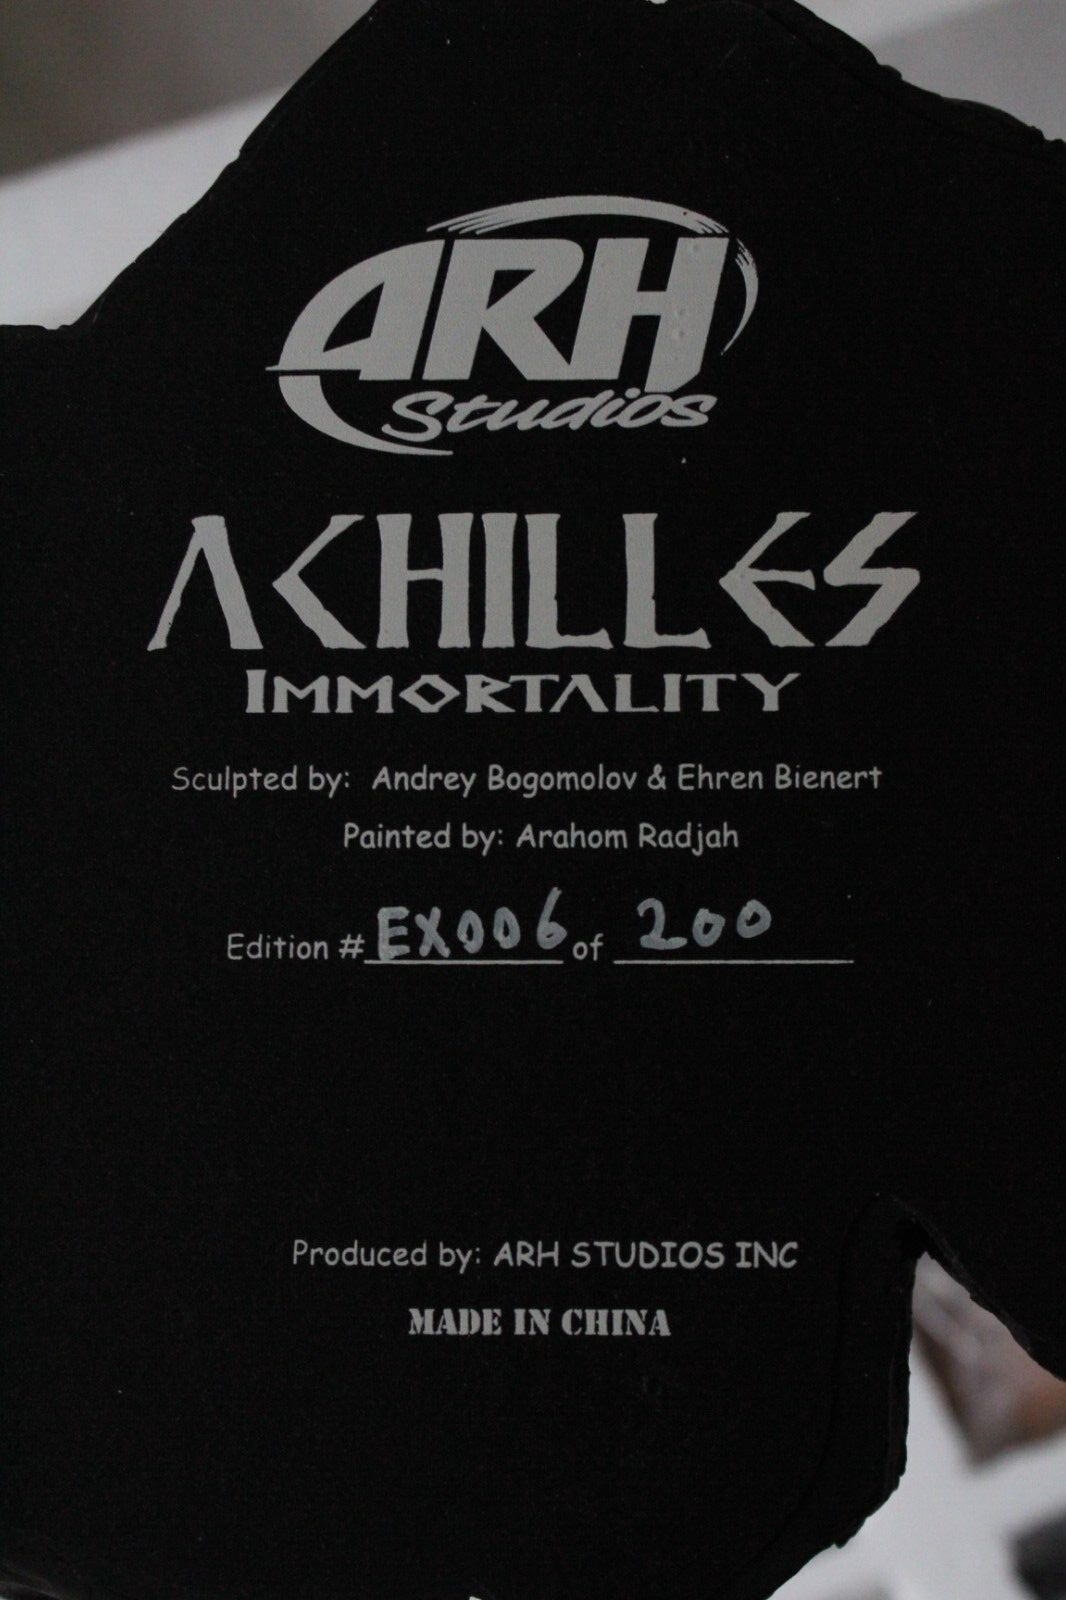 ARH
Studios
ACHILLES
IMMORTALITY
Sculpted by: Andrey Bogomolov & Ehren Bienert
Painted by: Arahom Radjah
Edition # EX006 of 200
Produced by: ARH STUDIOS INC
MADE IN CHINA